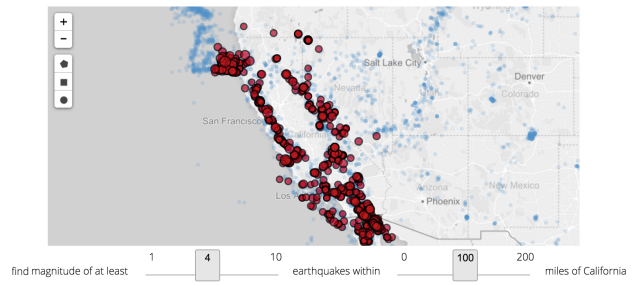 Wyoming
+
−
Salt Lake City
Denver
Nevada
Colorado
San Francisco
California
Arizona
New Mexico
Los A
Phoenix
1
4
10
0
100
200
find magnitude of at least
earthquakes within
miles of California